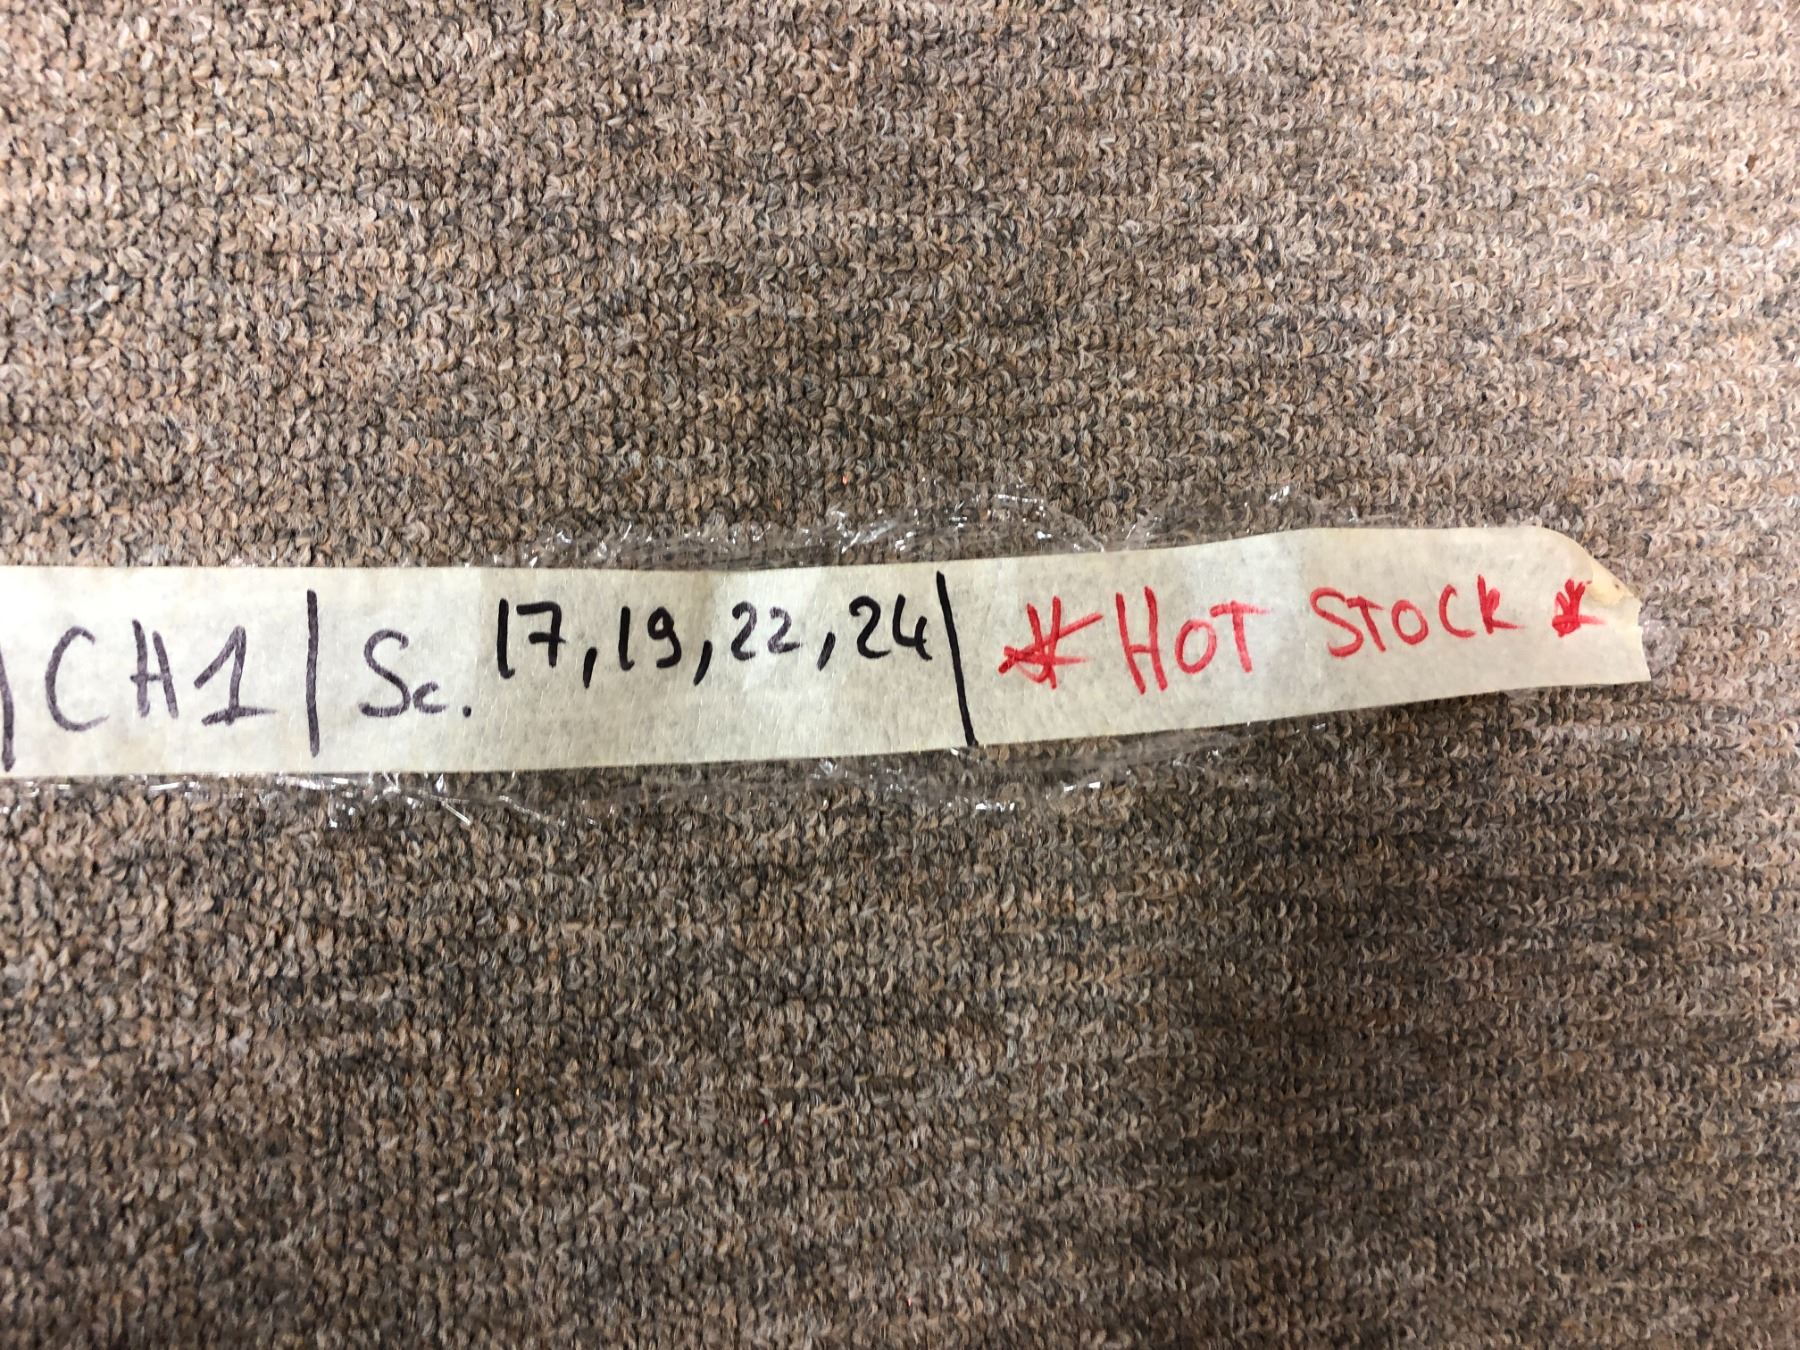 | CH1 | Sc. 17, 19, 22, 24 | * HOT STOCK *